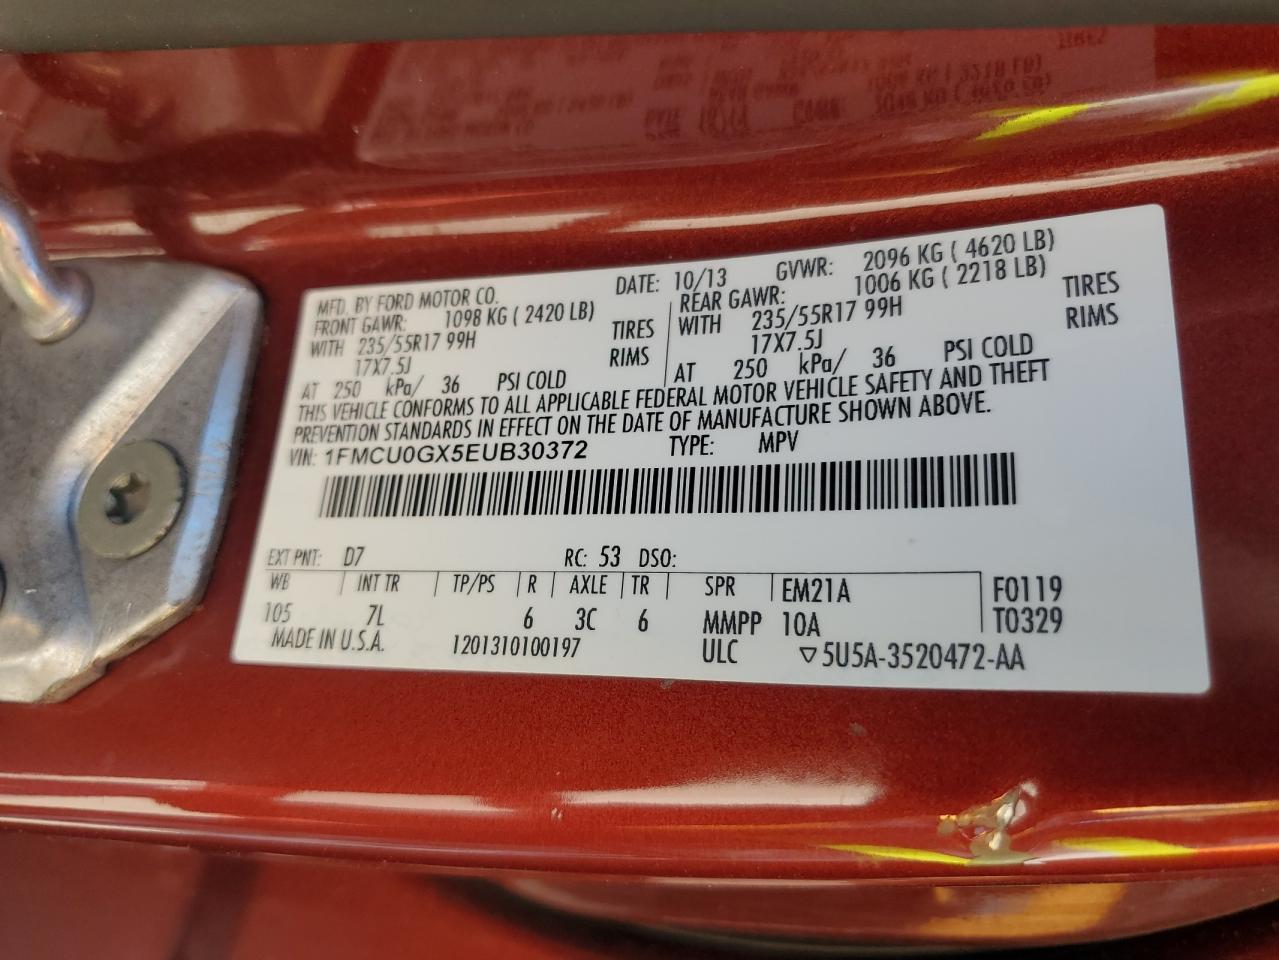 MFD. BY FORD MOTOR CO. DATE: 10/13 GVWR: 2096 KG ( 4620 LB)
FRONT GAWR: 1098 KG ( 2420 LB) REAR GAWR: 1006 KG ( 2218 LB)
WITH 235/55R17 99H TIRES WITH 235/55R17 99H TIRES
17X7.5J RIMS 17X7.5J RIMS
AT 250 kPa/ 36 PSI COLD AT 250 kPa/ 36 PSI COLD
THIS VEHICLE CONFORMS TO ALL APPLICABLE FEDERAL MOTOR VEHICLE SAFETY AND THEFT
PREVENTION STANDARDS IN EFFECT ON THE DATE OF MANUFACTURE SHOWN ABOVE.
VIN: 1FMCU0GX5EUB30372 TYPE: MPV
EXT PNT: D7 RC: 53 DSO:
WB INT TR TP/PS R AXLE TR SPR EM21A F0119
105 7L 6 3C 6 MMPP 10A T0329
MADE IN U.S.A. 1201310100197 ULC ▽5U5A-3520472-AA